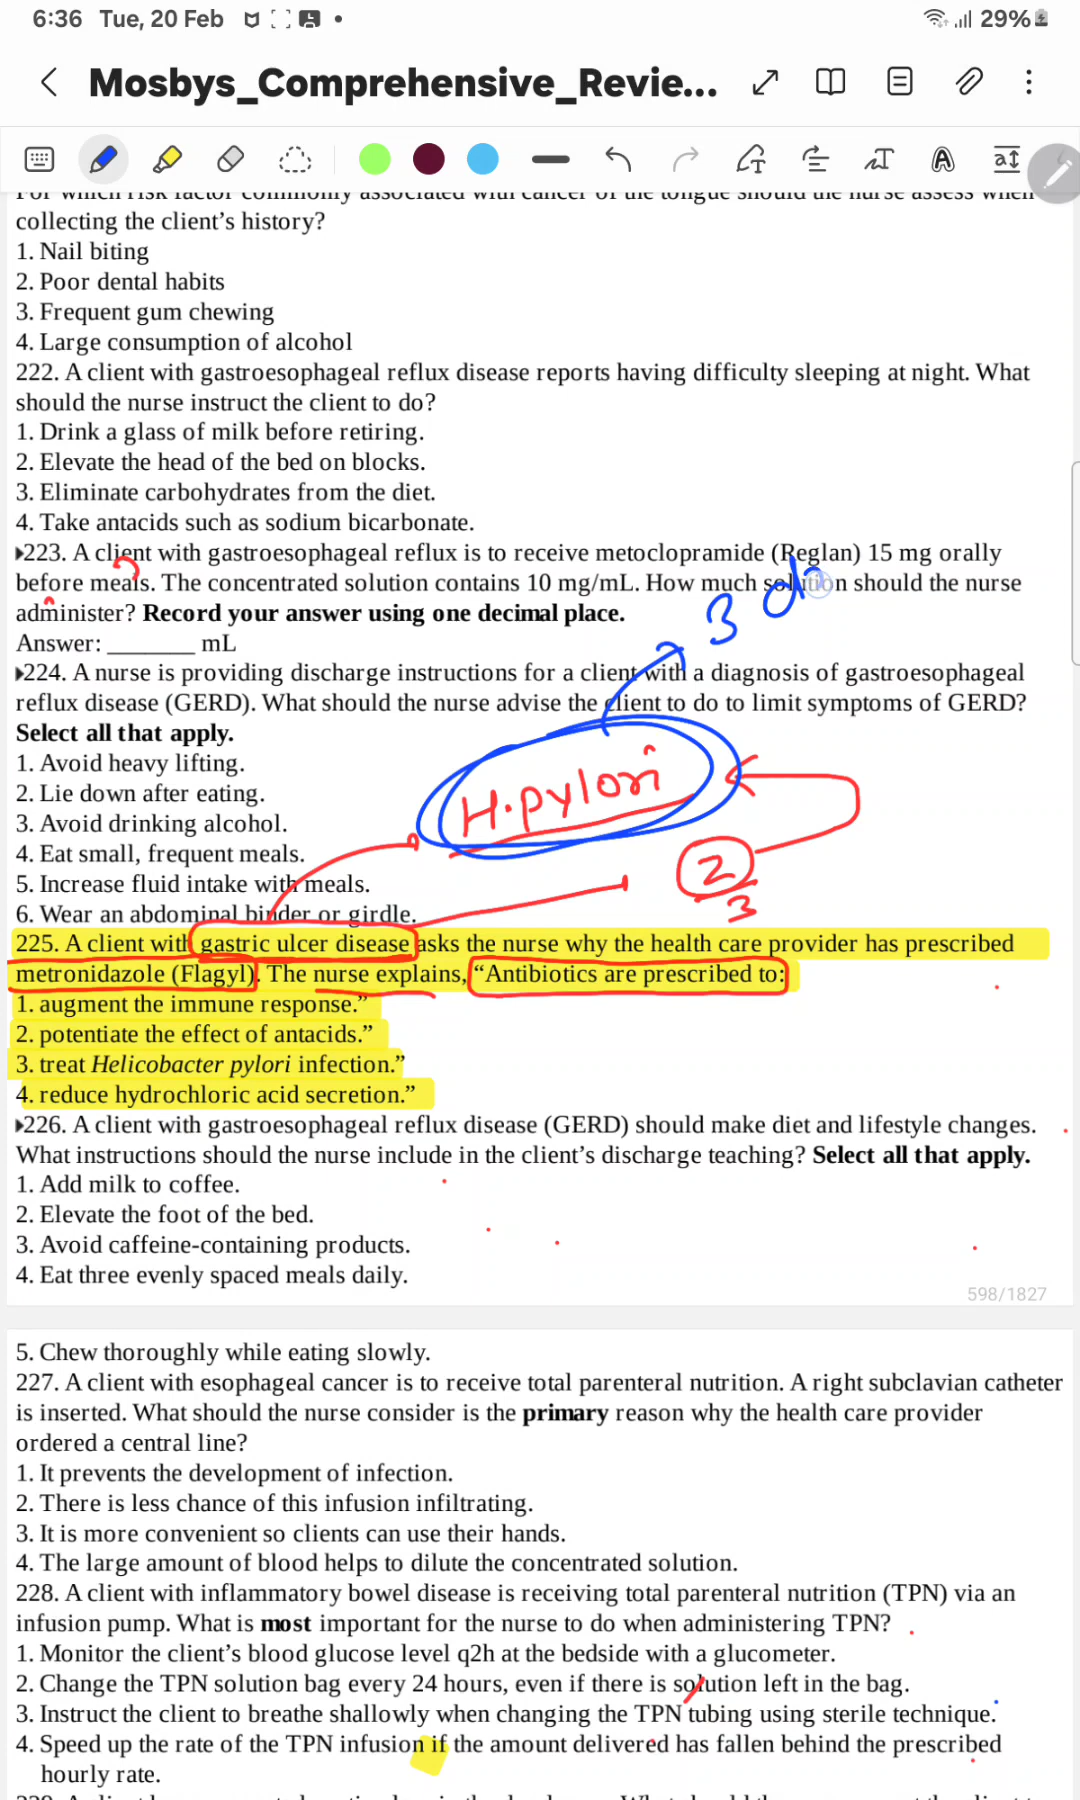 6:36 Tue, 20 Feb
29%
Mosbys_Comprehensive_Revie...
For which risk factor commonly associated with cancer of the tongue should the nurse assess when
collecting the client’s history?
1. Nail biting
2. Poor dental habits
3. Frequent gum chewing
4. Large consumption of alcohol
222. A client with gastroesophageal reflux disease reports having difficulty sleeping at night. What
should the nurse instruct the client to do?
1. Drink a glass of milk before retiring.
2. Elevate the head of the bed on blocks.
3. Eliminate carbohydrates from the diet.
4. Take antacids such as sodium bicarbonate.
223. A client with gastroesophageal reflux is to receive metoclopramide (Reglan) 15 mg orally
before meals. The concentrated solution contains 10 mg/mL. How much solution should the nurse
administer? Record your answer using one decimal place.
3
Answer: _______ mL
224. A nurse is providing discharge instructions for a client with a diagnosis of gastroesophageal
reflux disease (GERD). What should the nurse advise the client to do to limit symptoms of GERD?
Select all that apply.
1. Avoid heavy lifting.
2. Lie down after eating.
H.pylori
3. Avoid drinking alcohol.
4. Eat small, frequent meals.
2
3
5. Increase fluid intake with meals.
6. Wear an abdominal binder or girdle.
225. A client with gastric ulcer disease asks the nurse why the health care provider has prescribed
metronidazole (Flagyl). The nurse explains, “Antibiotics are prescribed to:
1. augment the immune response.”
2. potentiate the effect of antacids.”
3. treat Helicobacter pylori infection.”
4. reduce hydrochloric acid secretion.”
226. A client with gastroesophageal reflux disease (GERD) should make diet and lifestyle changes.
What instructions should the nurse include in the client’s discharge teaching? Select all that apply.
1. Add milk to coffee.
2. Elevate the foot of the bed.
3. Avoid caffeine-containing products.
4. Eat three evenly spaced meals daily.
598/1827
5. Chew thoroughly while eating slowly.
227. A client with esophageal cancer is to receive total parenteral nutrition. A right subclavian catheter
is inserted. What should the nurse consider is the primary reason why the health care provider
ordered a central line?
1. It prevents the development of infection.
2. There is less chance of this infusion infiltrating.
3. It is more convenient so clients can use their hands.
4. The large amount of blood helps to dilute the concentrated solution.
228. A client with inflammatory bowel disease is receiving total parenteral nutrition (TPN) via an
infusion pump. What is most important for the nurse to do when administering TPN?
1. Monitor the client’s blood glucose level q2h at the bedside with a glucometer.
2. Change the TPN solution bag every 24 hours, even if there is solution left in the bag.
3. Instruct the client to breathe shallowly when changing the TPN tubing using sterile technique.
4. Speed up the rate of the TPN infusion if the amount delivered has fallen behind the prescribed
hourly rate.